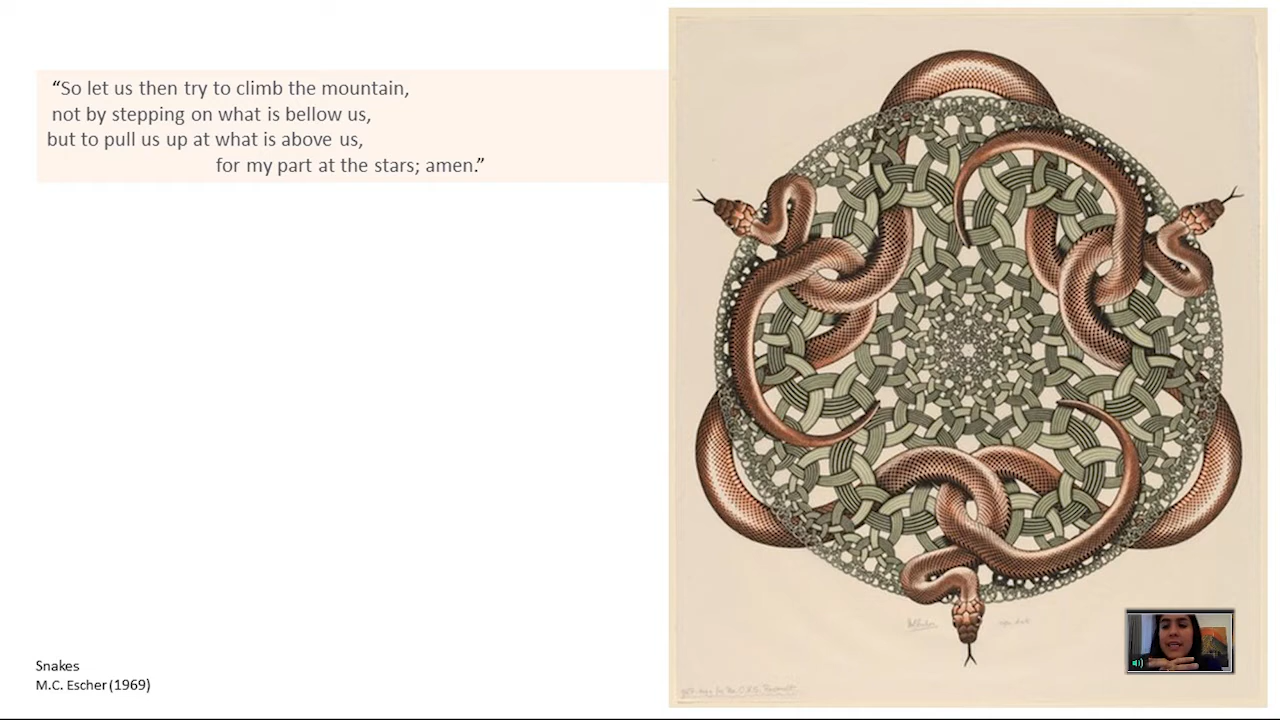 “So let us then try to climb the mountain,
not by stepping on what is bellow us,
but to pull us up at what is above us,
for my part at the stars; amen.”
Snakes
M.C. Escher (1969)